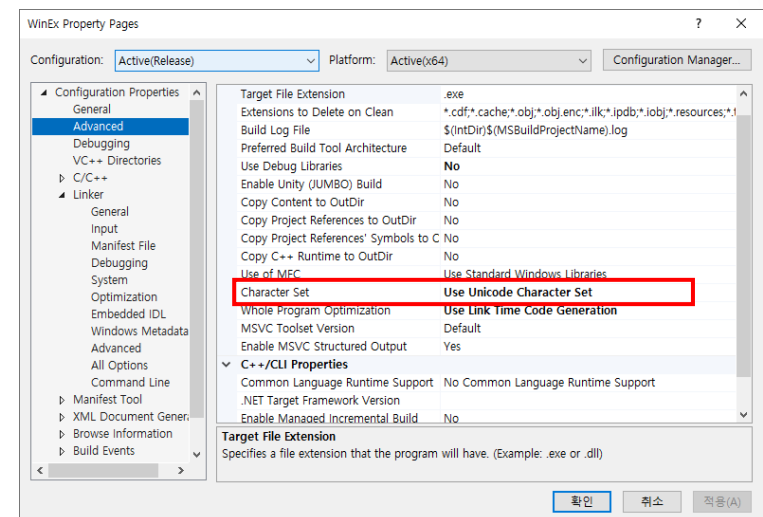 WinEx Property Pages ? ×
Configuration: Active(Release) Platform: Active(x64) Configuration Manager...
Configuration Properties
General
Advanced
Debugging
VC++ Directories
C/C++
Linker
General
Input
Manifest File
Debugging
System
Optimization
Embedded IDL
Windows Metadata
Advanced
All Options
Command Line
Manifest Tool
XML Document Gener
Browse Information
Build Events
Target File Extension .exe
Extensions to Delete on Clean *.cdf;*.cache;*.obj;*.obj.enc;*.ilk;*.ipdb;*.iobj;*.resources;*.t
Build Log File $(IntDir)$(MSBuildProjectName).log
Preferred Build Tool Architecture Default
Use Debug Libraries No
Enable Unity (JUMBO) Build No
Copy Content to OutDir No
Copy Project References to OutDir No
Copy Project References' Symbols to C No
Copy C++ Runtime to OutDir No
Use of MFC Use Standard Windows Libraries
Character Set Use Unicode Character Set
Whole Program Optimization Use Link Time Code Generation
MSVC Toolset Version Default
Enable MSVC Structured Output Yes
C++/CLI Properties
Common Language Runtime Support No Common Language Runtime Support
.NET Target Framework Version
Enable Managed Incremental Build No
Target File Extension
Specifies a file extension that the program will have. (Example: .exe or .dll)
확인 취소 적용(A)